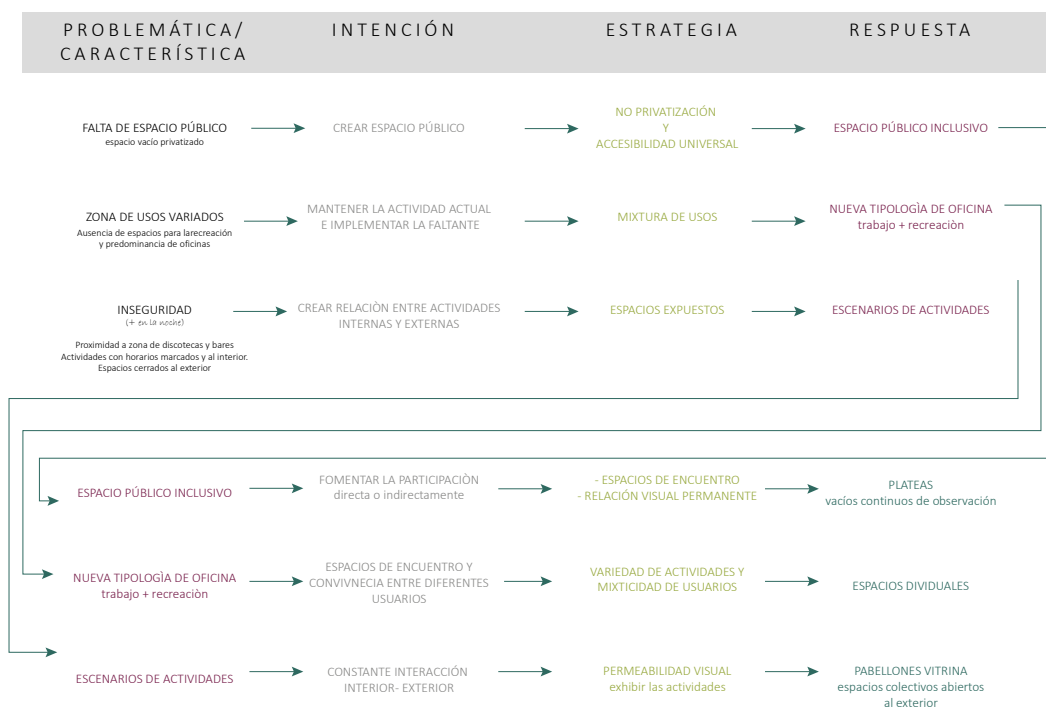 PROBLEMÁTICA/
CARACTERÍSTICA
INTENCIÓN
ESTRATEGIA
RESPUESTA
FALTA DE ESPACIO PÚBLICO
espacio vacío privatizado
CREAR ESPACIO PÚBLICO
NO PRIVATIZACIÓN
Y
ACCESIBILIDAD UNIVERSAL
ESPACIO PÚBLICO INCLUSIVO
ZONA DE USOS VARIADOS
Ausencia de espacios para larecreación
y predominancia de oficinas
MANTENER LA ACTIVIDAD ACTUAL
E IMPLEMENTAR LA FALTANTE
MIXTURA DE USOS
NUEVA TIPOLOGÌA DE OFICINA
trabajo + recreaciòn
INSEGURIDAD
(+ en la noche)
Proximidad a zona de discotecas y bares
Actividades con horarios marcados y al interior.
Espacios cerrados al exterior
CREAR RELACIÒN ENTRE ACTIVIDADES
INTERNAS Y EXTERNAS
ESPACIOS EXPUESTOS
ESCENARIOS DE ACTIVIDADES
ESPACIO PÚBLICO INCLUSIVO
FOMENTAR LA PARTICIPACIÒN
directa o indirectamente
- ESPACIOS DE ENCUENTRO
- RELACIÓN VISUAL PERMANENTE
PLATEAS
vacíos continuos de observación
NUEVA TIPOLOGÌA DE OFICINA
trabajo + recreaciòn
ESPACIOS DE ENCUENTRO Y
CONVIVNECIA ENTRE DIFERENTES
USUARIOS
VARIEDAD DE ACTIVIDADES Y
MIXTICIDAD DE USUARIOS
ESPACIOS DIVIDUALES
ESCENARIOS DE ACTIVIDADES
CONSTANTE INTERACCIÓN
INTERIOR- EXTERIOR
PERMEABILIDAD VISUAL
exhibir las actividades
PABELLONES VITRINA
espacios colectivos abiertos
al exterior